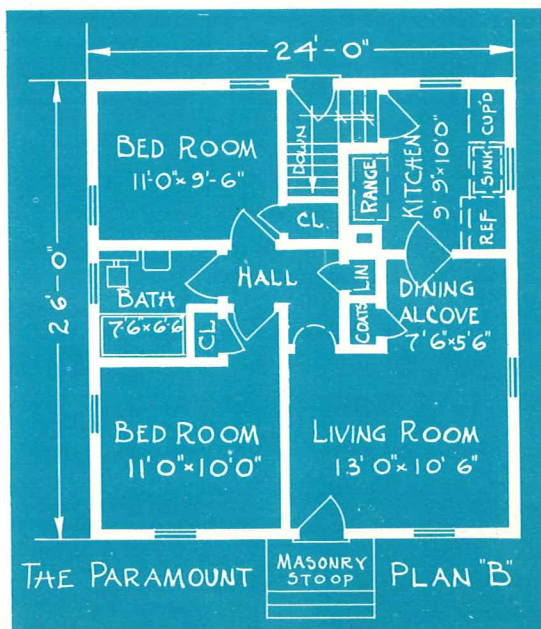 24'-0"
26'-0"
BED ROOM
11'-0"×9'-6"
DOWN
CL.
RANGE
KITCHEN
9' 9"×10'0"
CUP'D
SINK
REF
HALL
BATH
7'6"×6'6"
CL
LIN
COATS
DINING
ALCOVE
7'6"×5'6"
BED ROOM
11'0"×10'0"
LIVING ROOM
13' 0"×10' 6"
MASONRY
STOOP
THE PARAMOUNT PLAN "B"